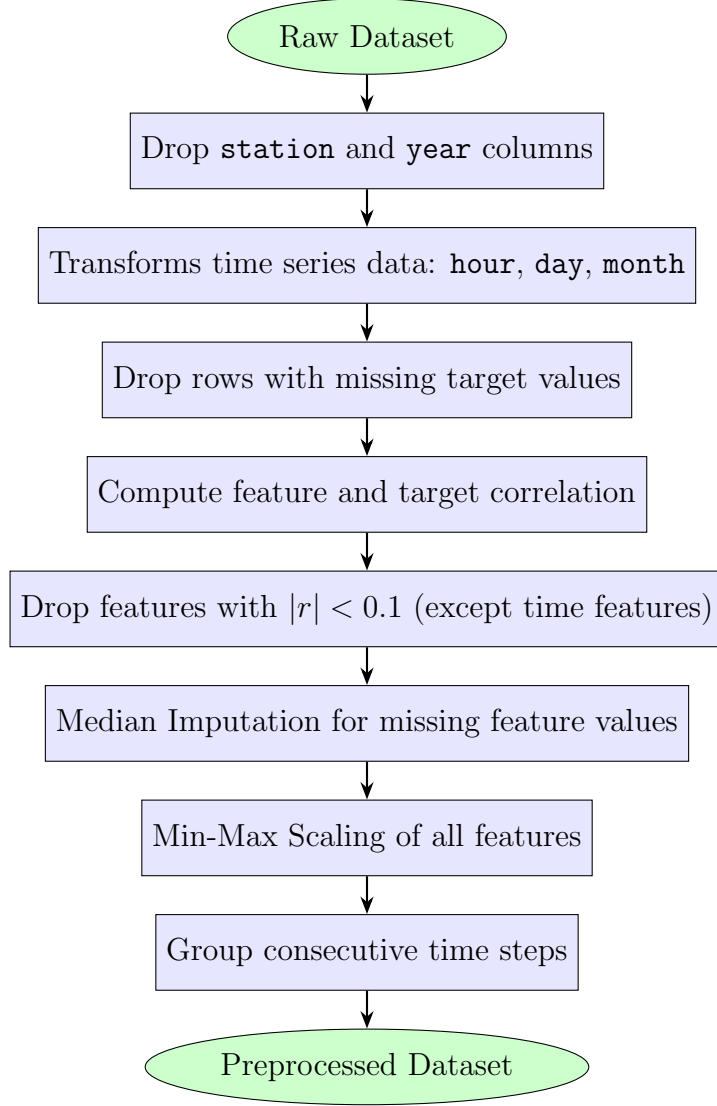 Raw Dataset
Drop station and year columns
Transforms time series data: hour, day, month
Drop rows with missing target values
Compute feature and target correlation
Drop features with |r| < 0.1 (except time features)
Median Imputation for missing feature values
Min-Max Scaling of all features
Group consecutive time steps
Preprocessed Dataset